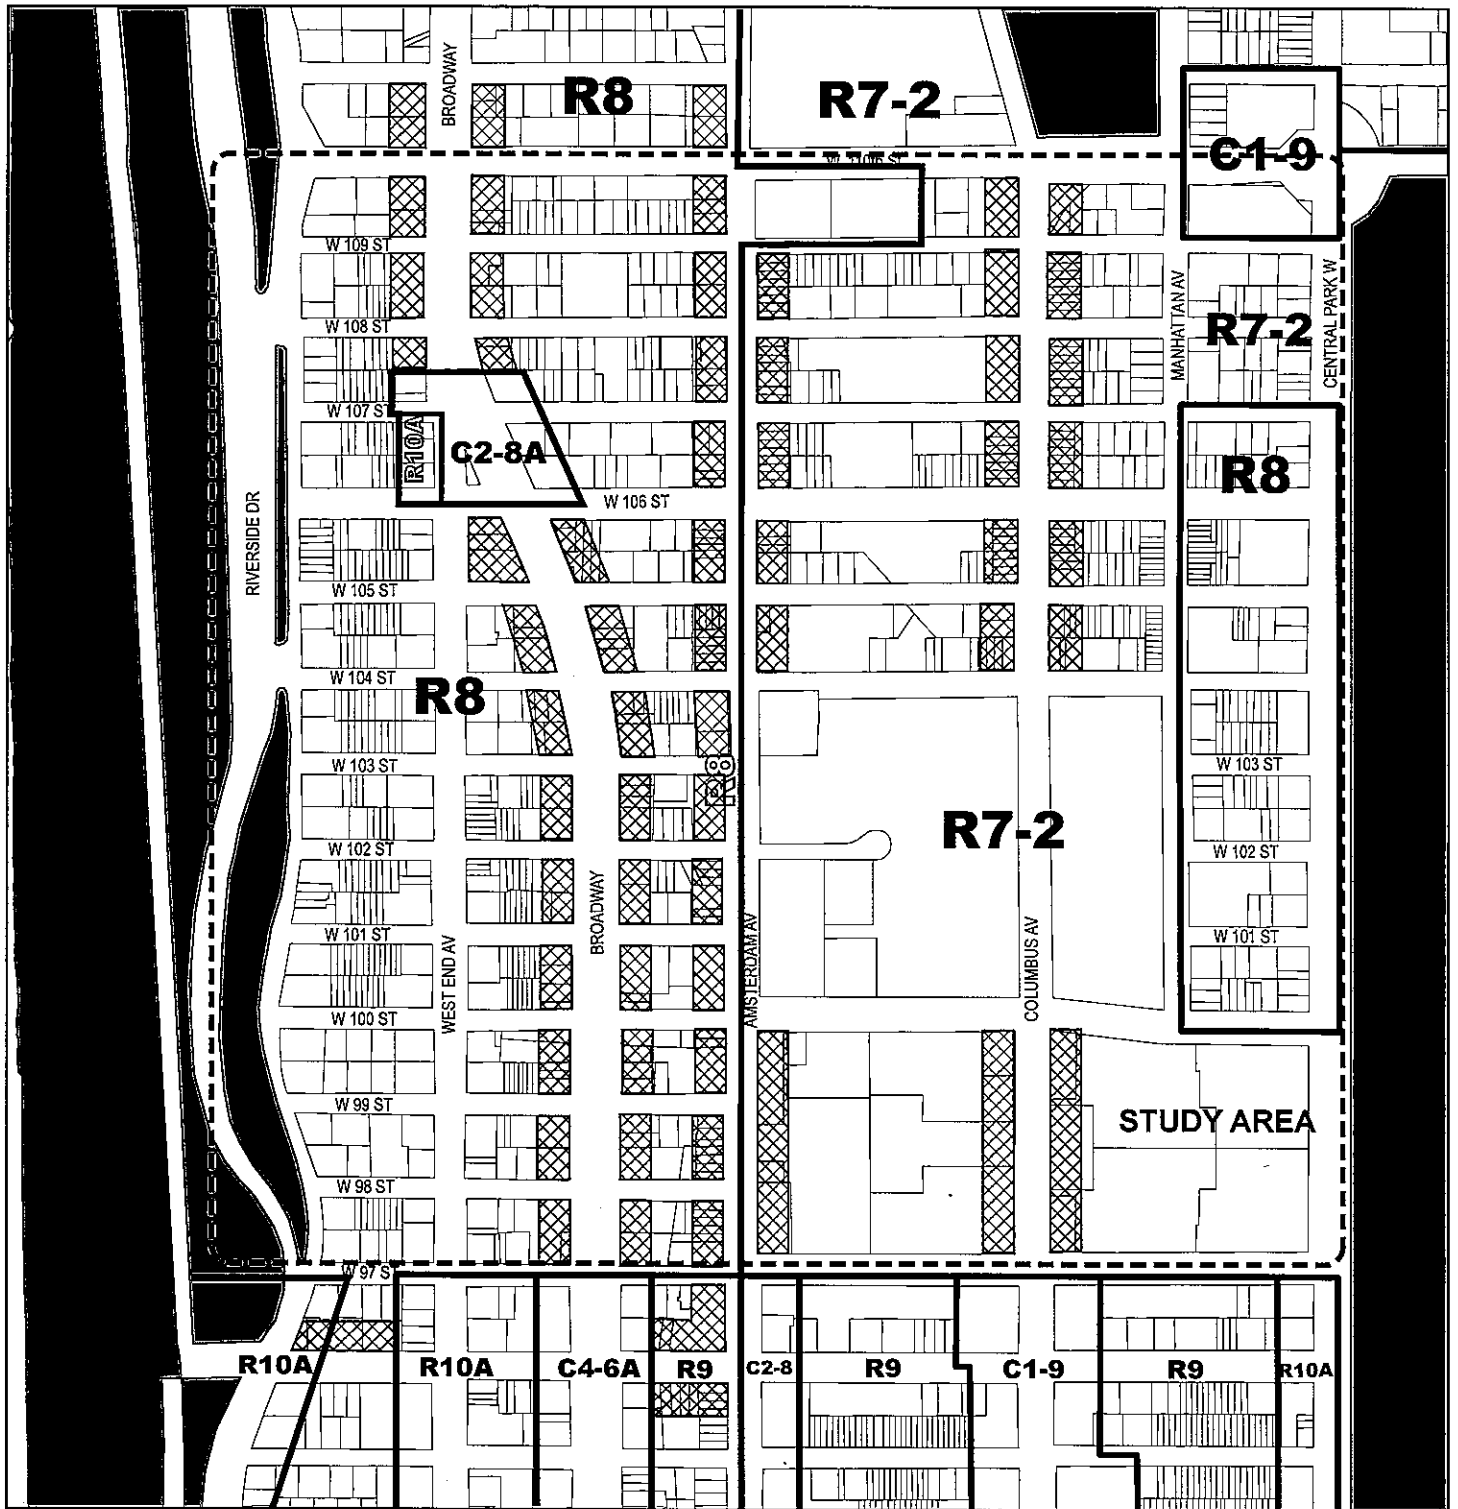 BROADWAY
R8
R7-2
C1-9
W 110th ST
W 109 ST
MANHATTAN AV
CENTRAL PARK W
R7-2
W 108 ST
W 107 ST
R10A
C2-8A
R8
W 106 ST
RIVERSIDE DR
W 105 ST
W 104 ST
R8
W 103 ST
R8
W 103 ST
R7-2
W 102 ST
W 102 ST
BROADWAY
W 101 ST
W 101 ST
WEST END AV
AMSTERDAM AV
COLUMBUS AV
W 100 ST
W 99 ST
STUDY AREA
W 98 ST
W 97 S
R10A
R10A
C4-6A
R9
C2-8
R9
C1-9
R9
R10A